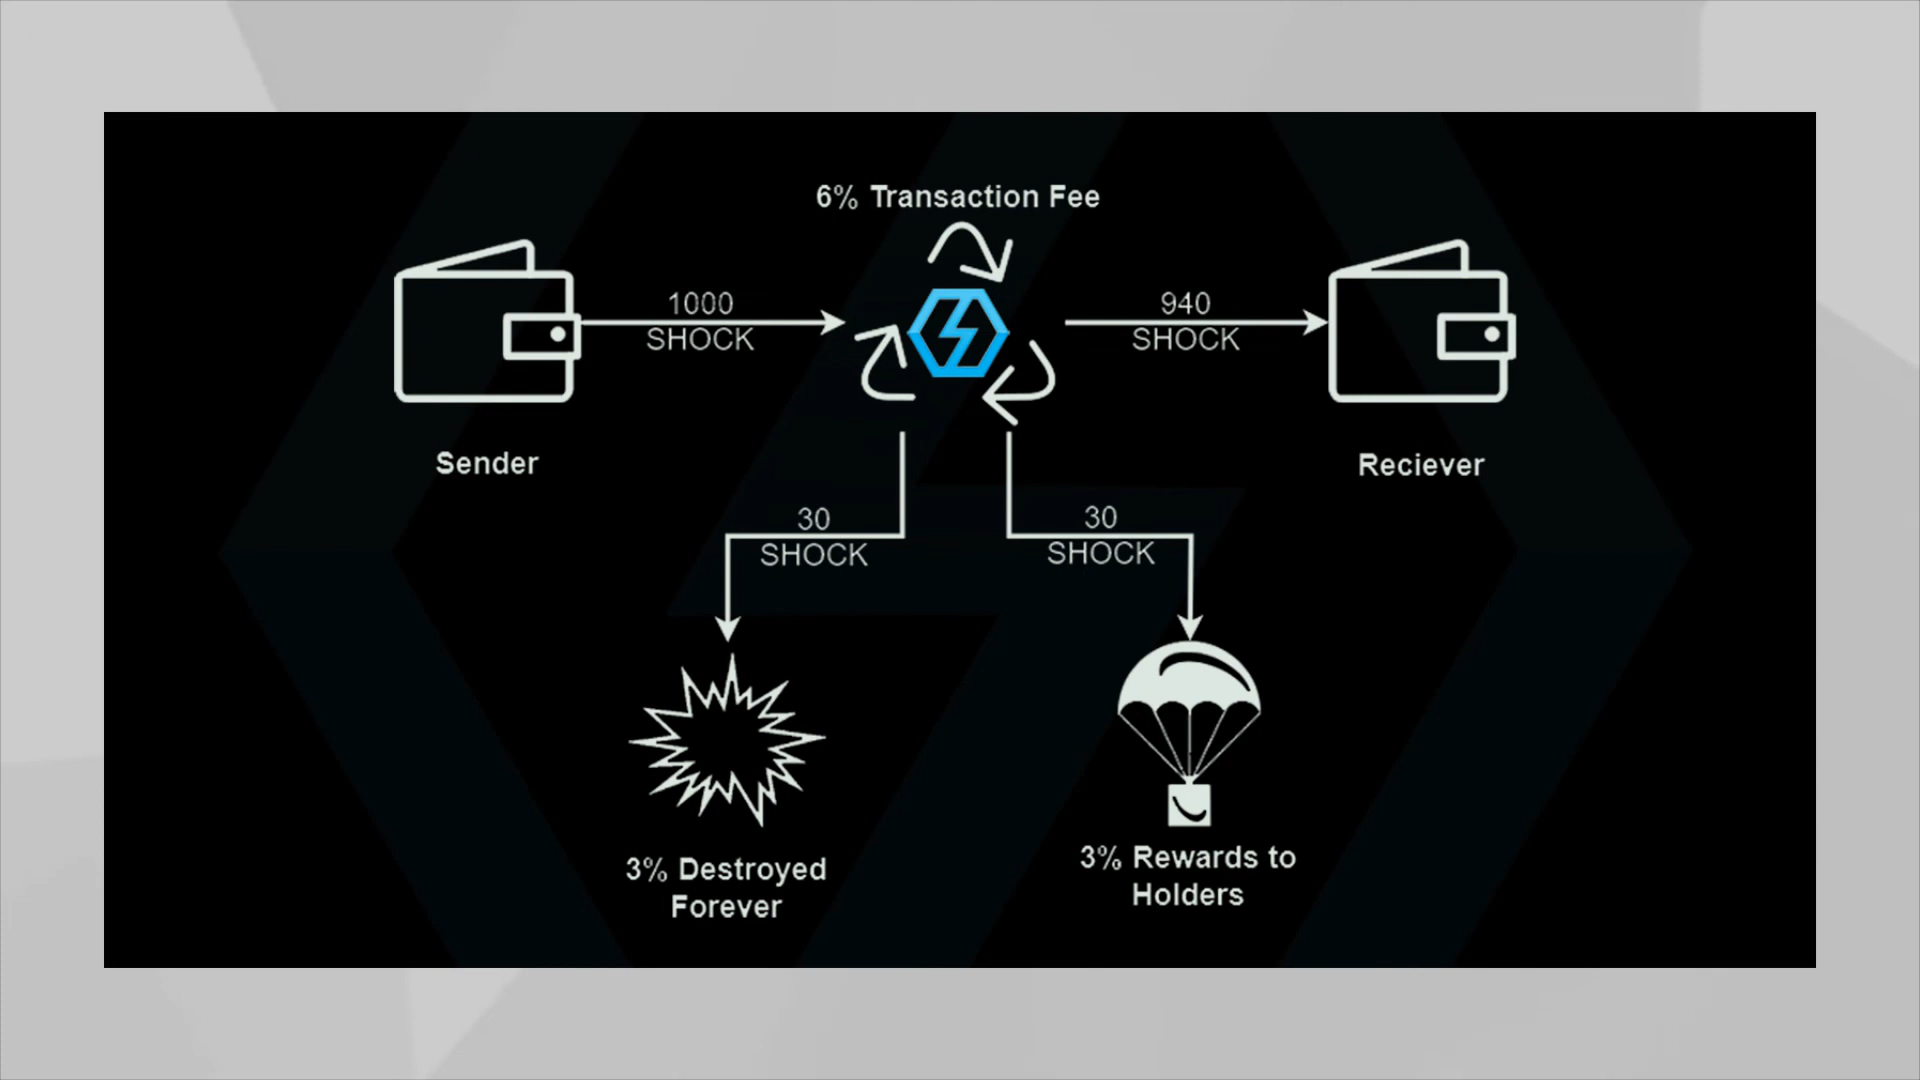 6% Transaction Fee
1000
SHOCK
940
SHOCK
Sender
Reciever
30
SHOCK
30
SHOCK
3% Destroyed
Forever
3% Rewards to
Holders